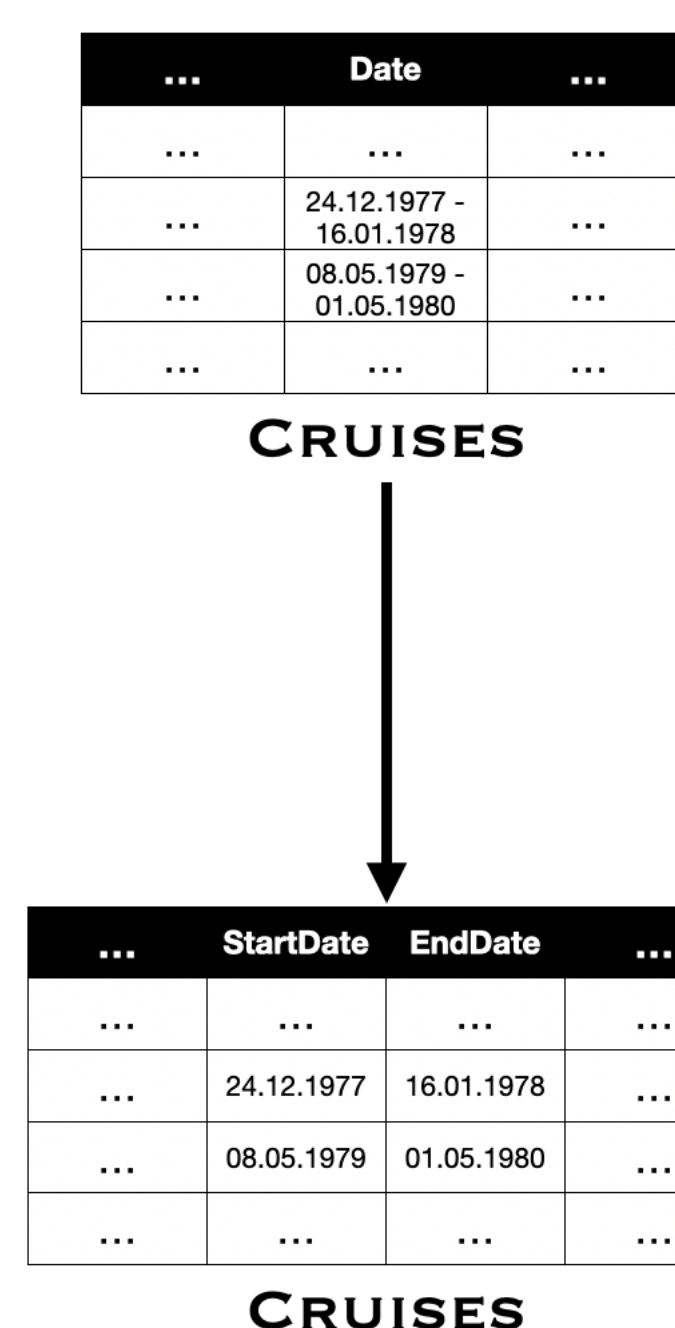 ... Date ...
... ... ...
... 24.12.1977 - 16.01.1978 ...
... 08.05.1979 - 01.05.1980 ...
... ... ...
CRUISES
... StartDate EndDate ...
... ... ... ...
... 24.12.1977 16.01.1978 ...
... 08.05.1979 01.05.1980 ...
... ... ... ...
CRUISES